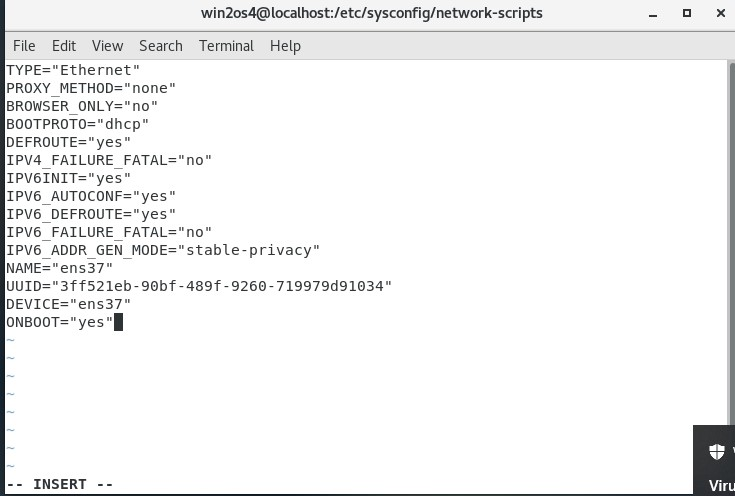 win2os4@localhost:/etc/sysconfig/network-scripts
File Edit View Search Terminal Help
TYPE="Ethernet"
PROXY_METHOD="none"
BROWSER_ONLY="no"
BOOTPROTO="dhcp"
DEFROUTE="yes"
IPV4_FAILURE_FATAL="no"
IPV6INIT="yes"
IPV6_AUTOCONF="yes"
IPV6_DEFROUTE="yes"
IPV6_FAILURE_FATAL="no"
IPV6_ADDR_GEN_MODE="stable-privacy"
NAME="ens37"
UUID="3ff521eb-90bf-489f-9260-719979d91034"
DEVICE="ens37"
ONBOOT="yes"
~
~
~
~
~
~
~
~
-- INSERT --
Viru